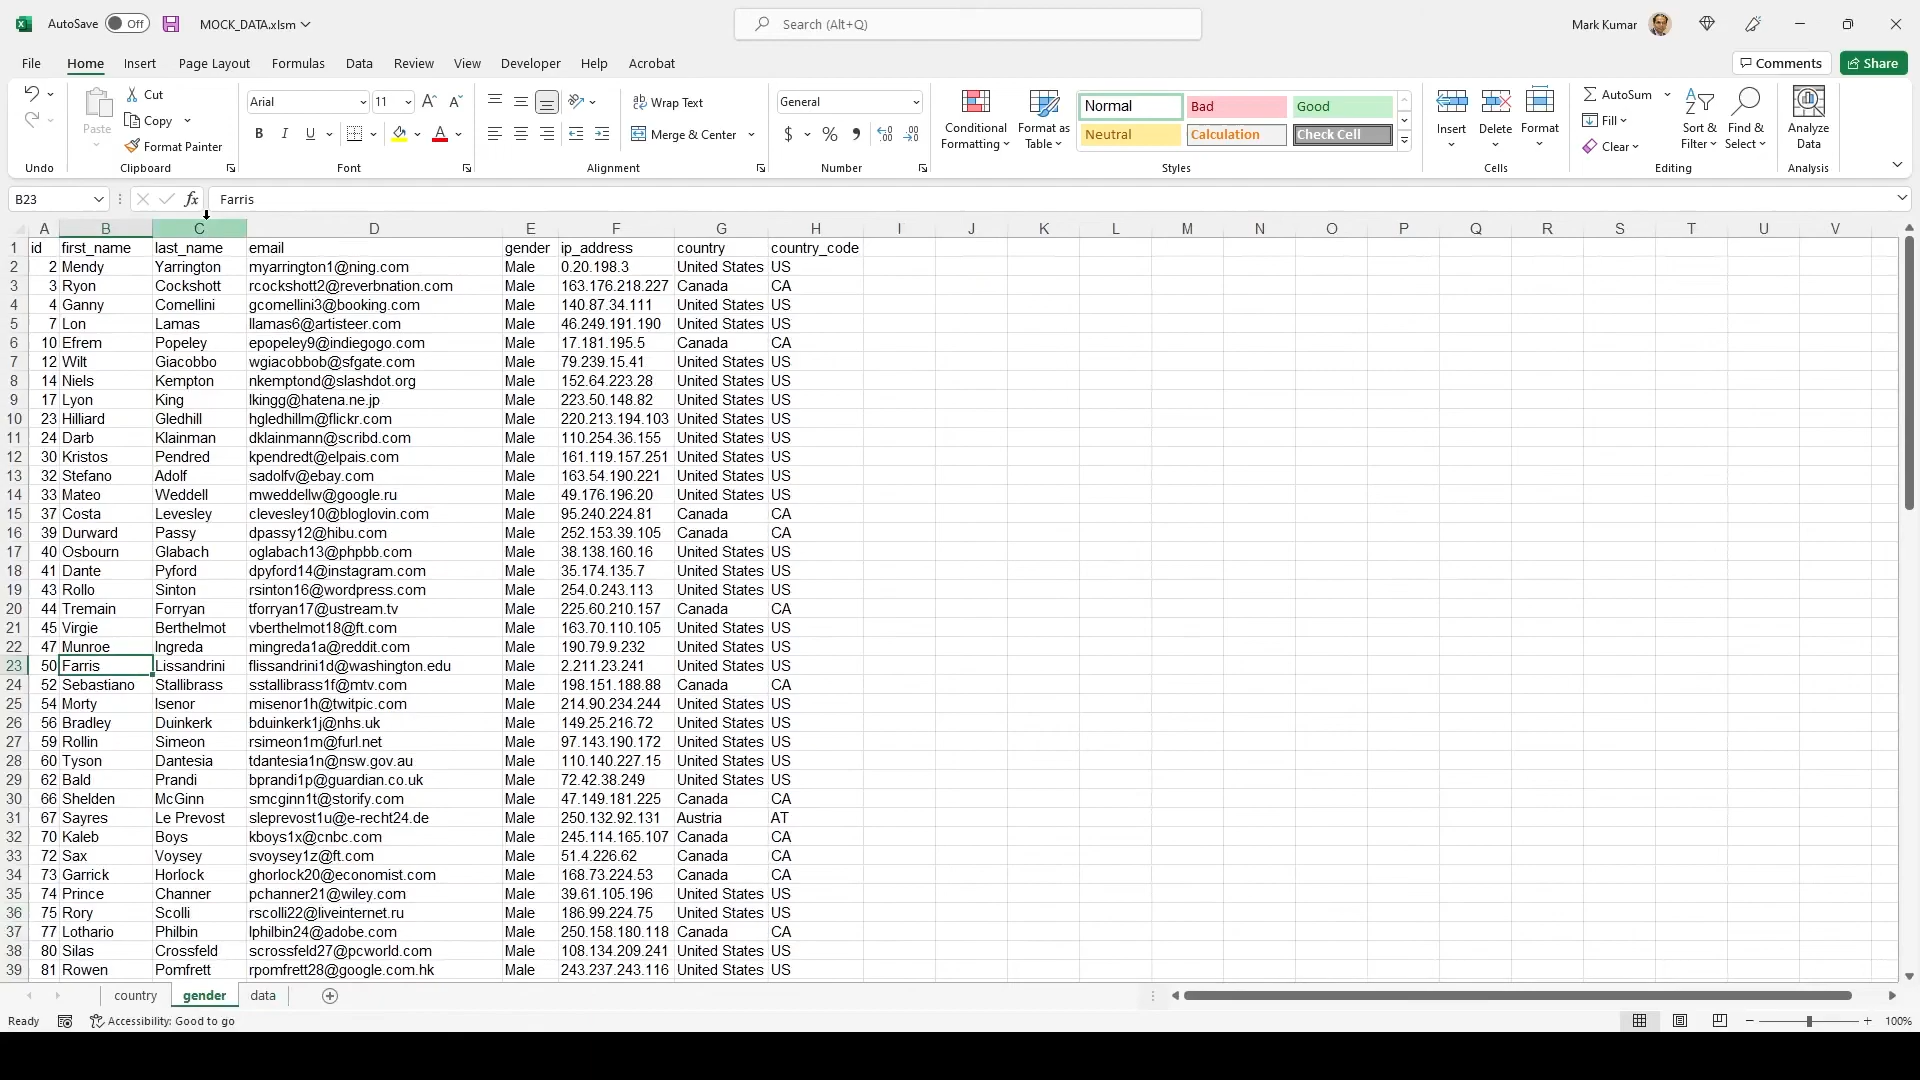 AutoSave Off MOCK_DATA.xlsm Search (Alt+Q) Mark Kumar
File Home Insert Page Layout Formulas Data Review View Developer Help Acrobat Comments Share
Cut Arial 11 Wrap Text General Normal Bad Good AutoSum
Paste Copy Conditional Format as Insert Delete Format Fill Sort & Find & Analyze
Format Painter B I U A Merge & Center $ % Formatting Table Neutral Calculation Check Cell Clear Filter Select Data
Undo Clipboard Font Alignment Number Styles Cells Editing Analysis
B23 fx Farris
A B C D E F G H I J K L M N O P Q R S T U V
1 id first_name last_name email gender ip_address country country_code
2 2 Mendy Yarrington myarrington1@ning.com Male 0.20.198.3 United States US
3 3 Ryon Cockshott rcockshott2@reverbnation.com Male 163.176.218.227 Canada CA
4 4 Ganny Comellini gcomellini3@booking.com Male 140.87.34.111 United States US
5 7 Lon Lamas llamas6@artisteer.com Male 46.249.191.190 United States US
6 10 Efrem Popeley epopeley9@indiegogo.com Male 17.181.195.5 Canada CA
7 12 Wilt Giacobbo wgiacobbob@sfgate.com Male 79.239.15.41 United States US
8 14 Niels Kempton nkemptond@slashdot.org Male 152.64.223.28 United States US
9 17 Lyon King lkingg@hatena.ne.jp Male 223.50.148.82 United States US
10 23 Hilliard Gledhill hgledhillm@flickr.com Male 220.213.194.103 United States US
11 24 Darb Klainman dklainmann@scribd.com Male 110.254.36.155 United States US
12 30 Kristos Pendred kpendredt@elpais.com Male 161.119.157.251 United States US
13 32 Stefano Adolf sadolfv@ebay.com Male 163.54.190.221 United States US
14 33 Mateo Weddell mweddellw@google.ru Male 49.176.196.20 United States US
15 37 Costa Levesley clevesley10@bloglovin.com Male 95.240.224.81 Canada CA
16 39 Durward Passy dpassy12@hibu.com Male 252.153.39.105 Canada CA
17 40 Osbourn Glabach oglabach13@phpbb.com Male 38.138.160.16 United States US
18 41 Dante Pyford dpyford14@instagram.com Male 35.174.135.7 United States US
19 43 Rollo Sinton rsinton16@wordpress.com Male 254.0.243.113 United States US
20 44 Tremain Forryan tforryan17@ustream.tv Male 225.60.210.157 Canada CA
21 45 Virgie Berthelmot vberthelmot18@ft.com Male 163.70.110.105 United States US
22 47 Munroe Ingreda mingreda1a@reddit.com Male 190.79.9.232 United States US
23 50 Farris Lissandrini flissandrini1d@washington.edu Male 2.211.23.241 United States US
24 52 Sebastiano Stallibrass sstallibrass1f@mtv.com Male 198.151.188.88 Canada CA
25 54 Morty Isenor misenor1h@twitpic.com Male 214.90.234.244 United States US
26 56 Bradley Duinkerk bduinkerk1j@nhs.uk Male 149.25.216.72 United States US
27 59 Rollin Simeon rsimeon1m@furl.net Male 97.143.190.172 United States US
28 60 Tyson Dantesia tdantesia1n@nsw.gov.au Male 110.140.227.15 United States US
29 62 Bald Prandi bprandi1p@guardian.co.uk Male 72.42.38.249 United States US
30 66 Shelden McGinn smcginn1t@storify.com Male 47.149.181.225 Canada CA
31 67 Sayres Le Prevost sleprevost1u@e-recht24.de Male 250.132.92.131 Austria AT
32 70 Kaleb Boys kboys1x@cnbc.com Male 245.114.165.107 Canada CA
33 72 Sax Voysey svoysey1z@ft.com Male 51.4.226.62 Canada CA
34 73 Garrick Horlock ghorlock20@economist.com Male 168.73.224.53 Canada CA
35 74 Prince Channer pchanner21@wiley.com Male 39.61.105.196 United States US
36 75 Rory Scolli rscolli22@liveinternet.ru Male 186.99.224.75 United States US
37 77 Lothario Philbin lphilbin24@adobe.com Male 250.158.180.118 Canada CA
38 80 Silas Crossfeld scrossfeld27@pcworld.com Male 108.134.209.241 United States US
39 81 Rowen Pomfrett rpomfrett28@google.com.hk Male 243.237.243.116 United States US
country gender data
Ready Accessibility: Good to go 100%